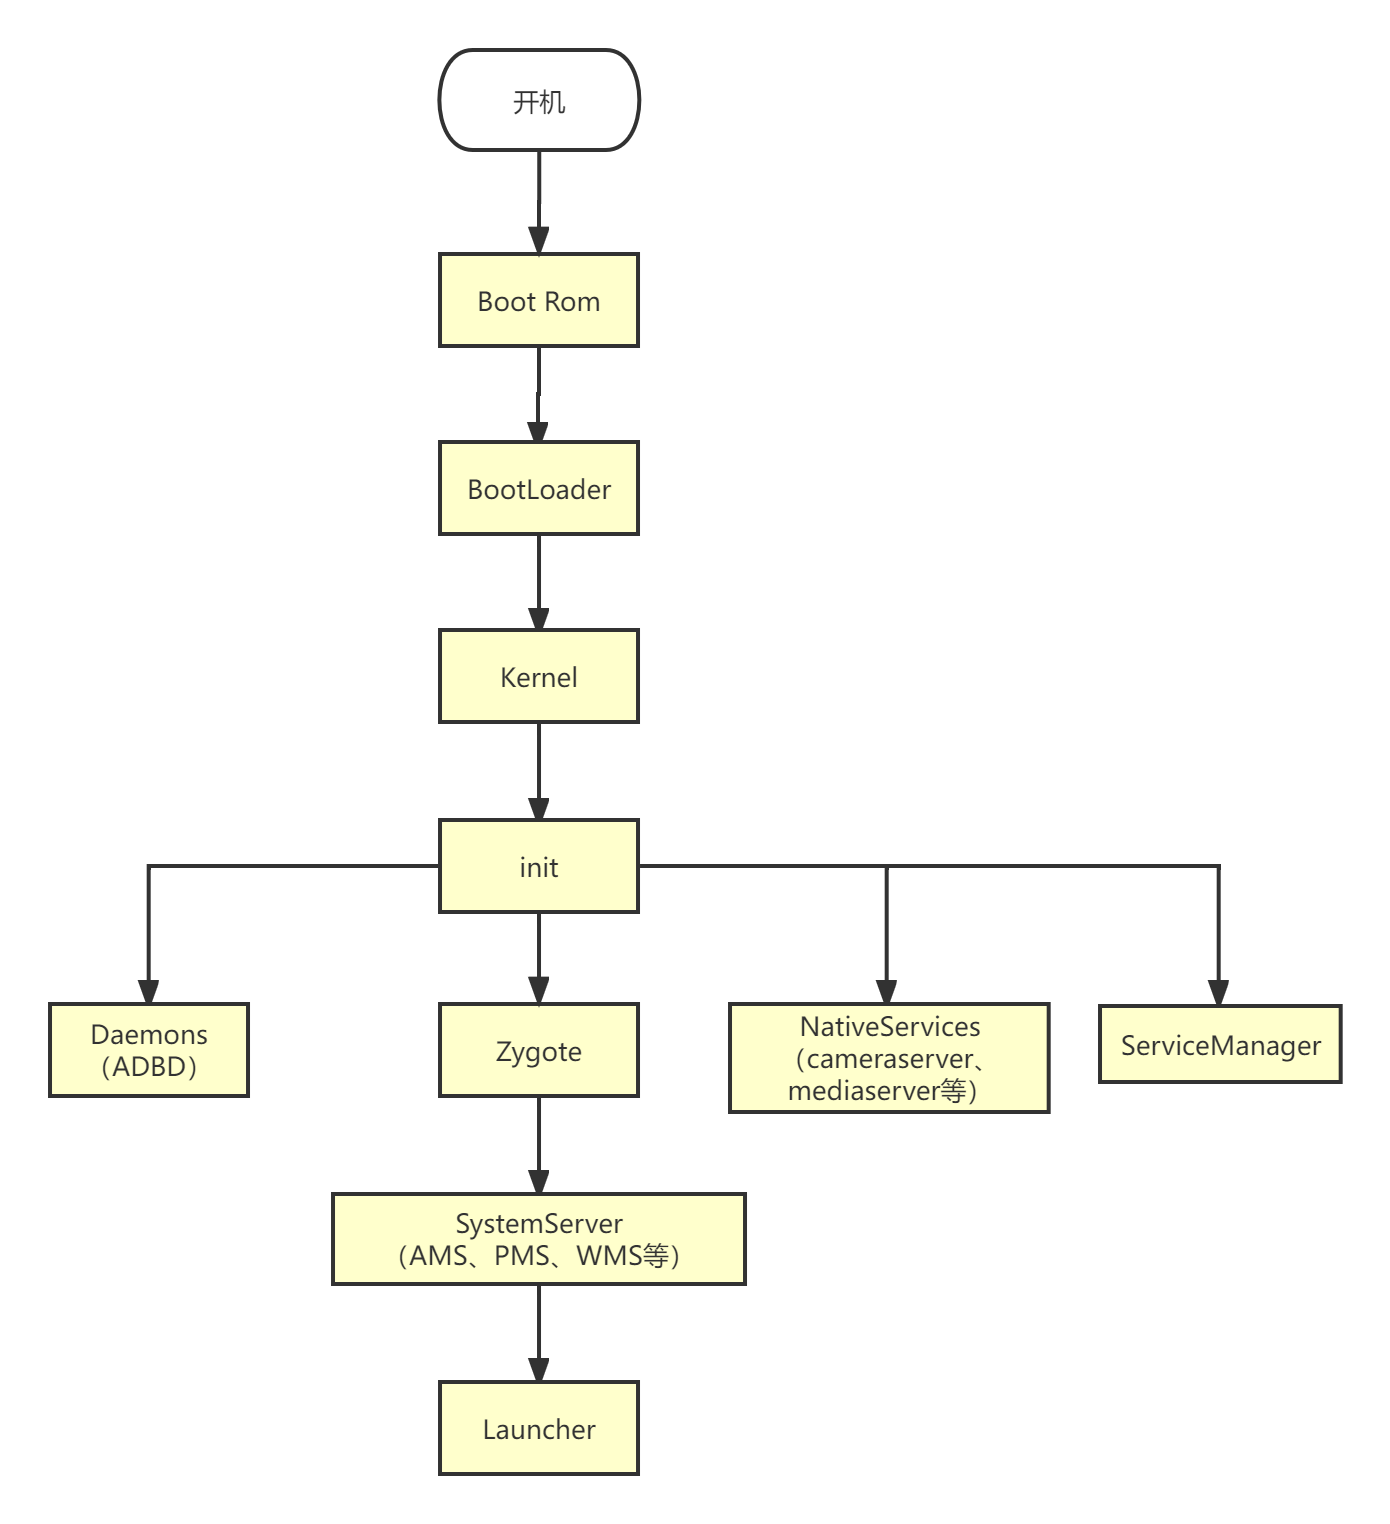 开机
Boot Rom
BootLoader
Kernel
init
Daemons
（ADBD）
Zygote
NativeServices
（cameraserver、
mediaserver等）
ServiceManager
SystemServer
（AMS、PMS、WMS等）
Launcher